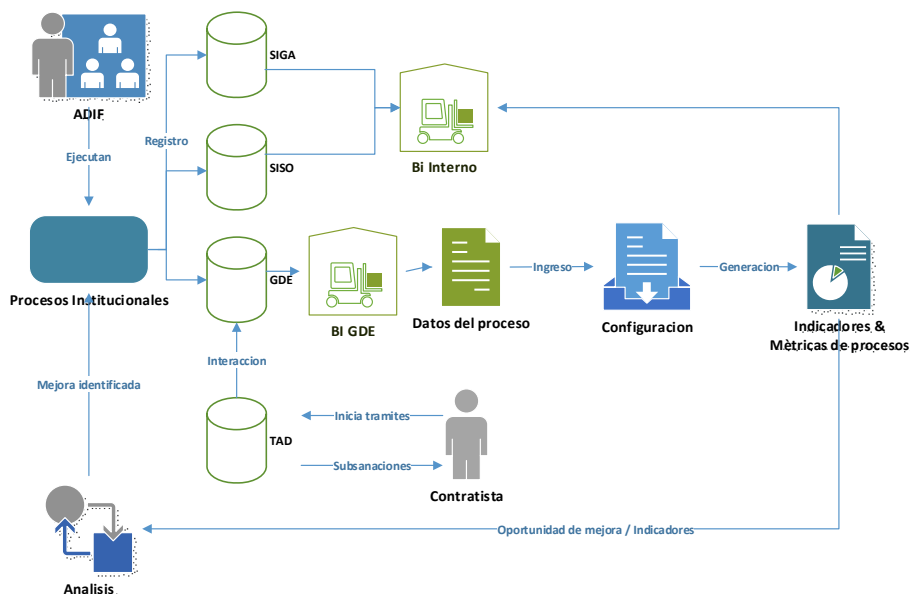 SIGA
ADIF
Ejecutan
Registro
SISO
Bi Interno
GDE
Procesos Institucionales
BI GDE
Datos del proceso
Ingreso
Configuracion
Generacion
Indicadores &
Mètricas de procesos
Interaccion
Mejora identificada
TAD
Inicia tramites
Subsanaciones
Contratista
Oportunidad de mejora / Indicadores
Analisis